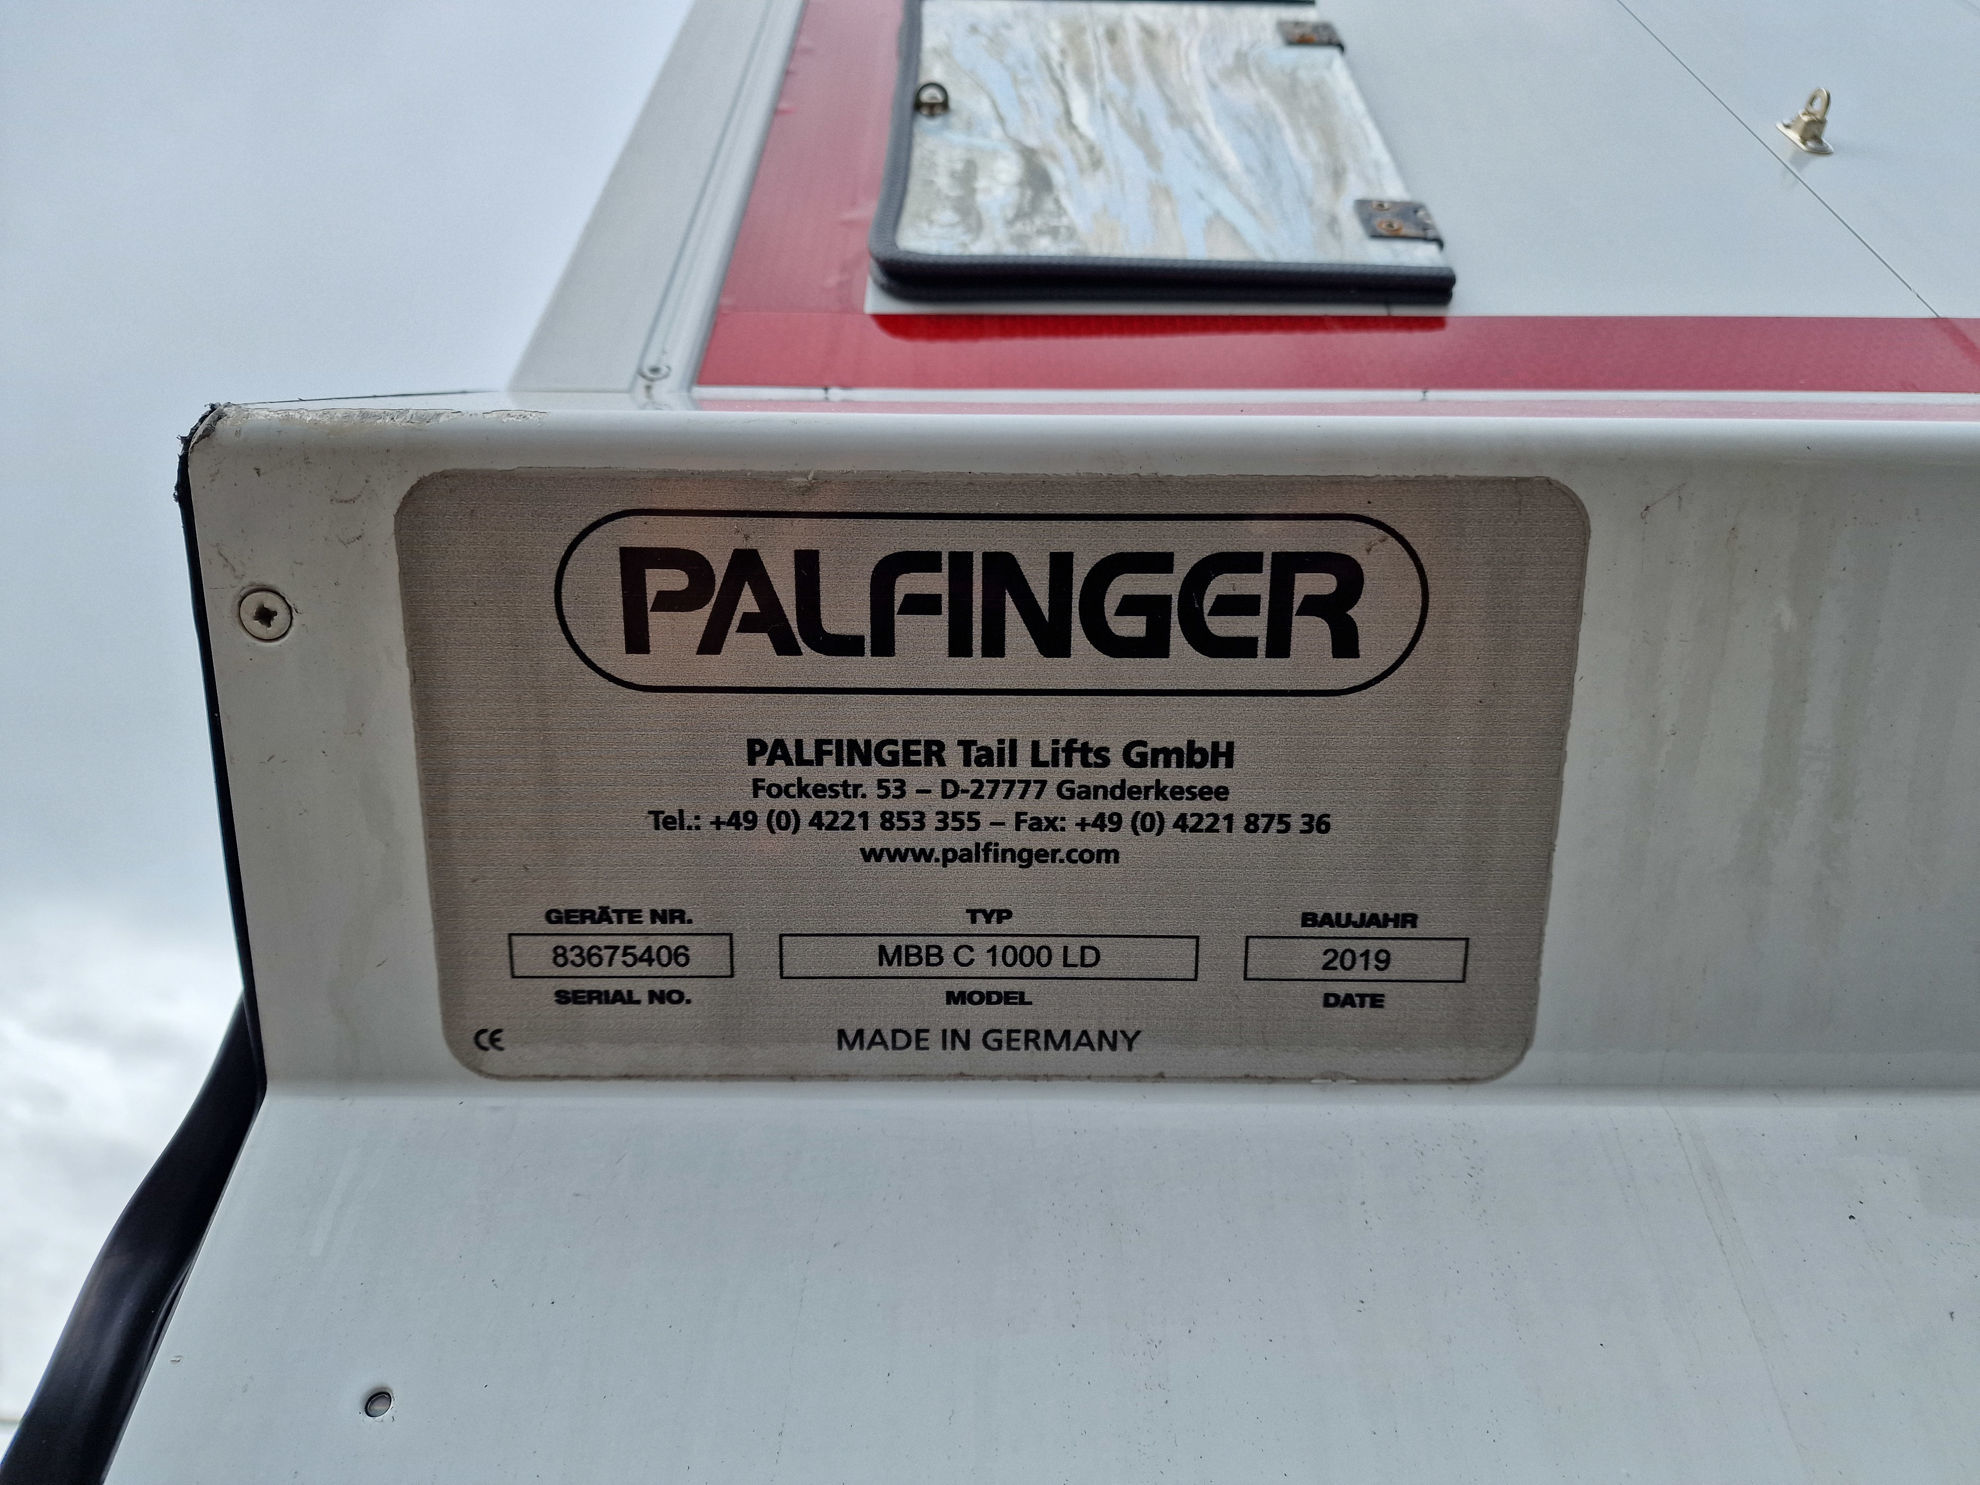 PALFINGER
PALFINGER Tail Lifts GmbH
Fockestr. 53 – D-27777 Ganderkesee
Tel.: +49 (0) 4221 853 355 – Fax: +49 (0) 4221 875 36
www.palfinger.com
GERÄTE NR. TYP BAUJAHR
83675406 MBB C 1000 LD 2019
SERIAL NO. MODEL DATE
CE MADE IN GERMANY